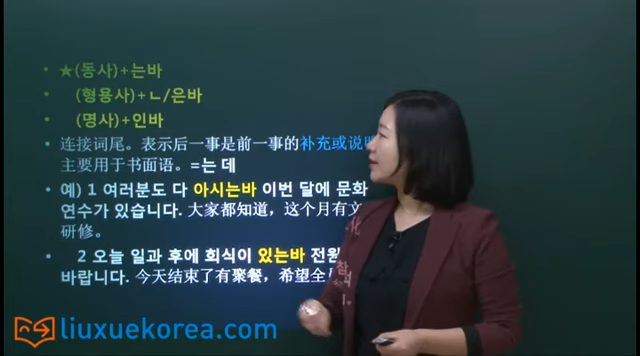 ★(동사)+는바
(형용사)+ㄴ/은바
(명사)+인바
连接词尾。表示后一事是前一事的补充或说
主要用于书面语。=는 데
예) 1 여러분도 다 아시는바 이번 달에 문화
연수가 있습니다. 大家都知道，这个月有文
研修。
2 오늘 일과 후에 회식이 있는바 전원
바랍니다. 今天结束了有聚餐，希望全
liuxuekorea.com